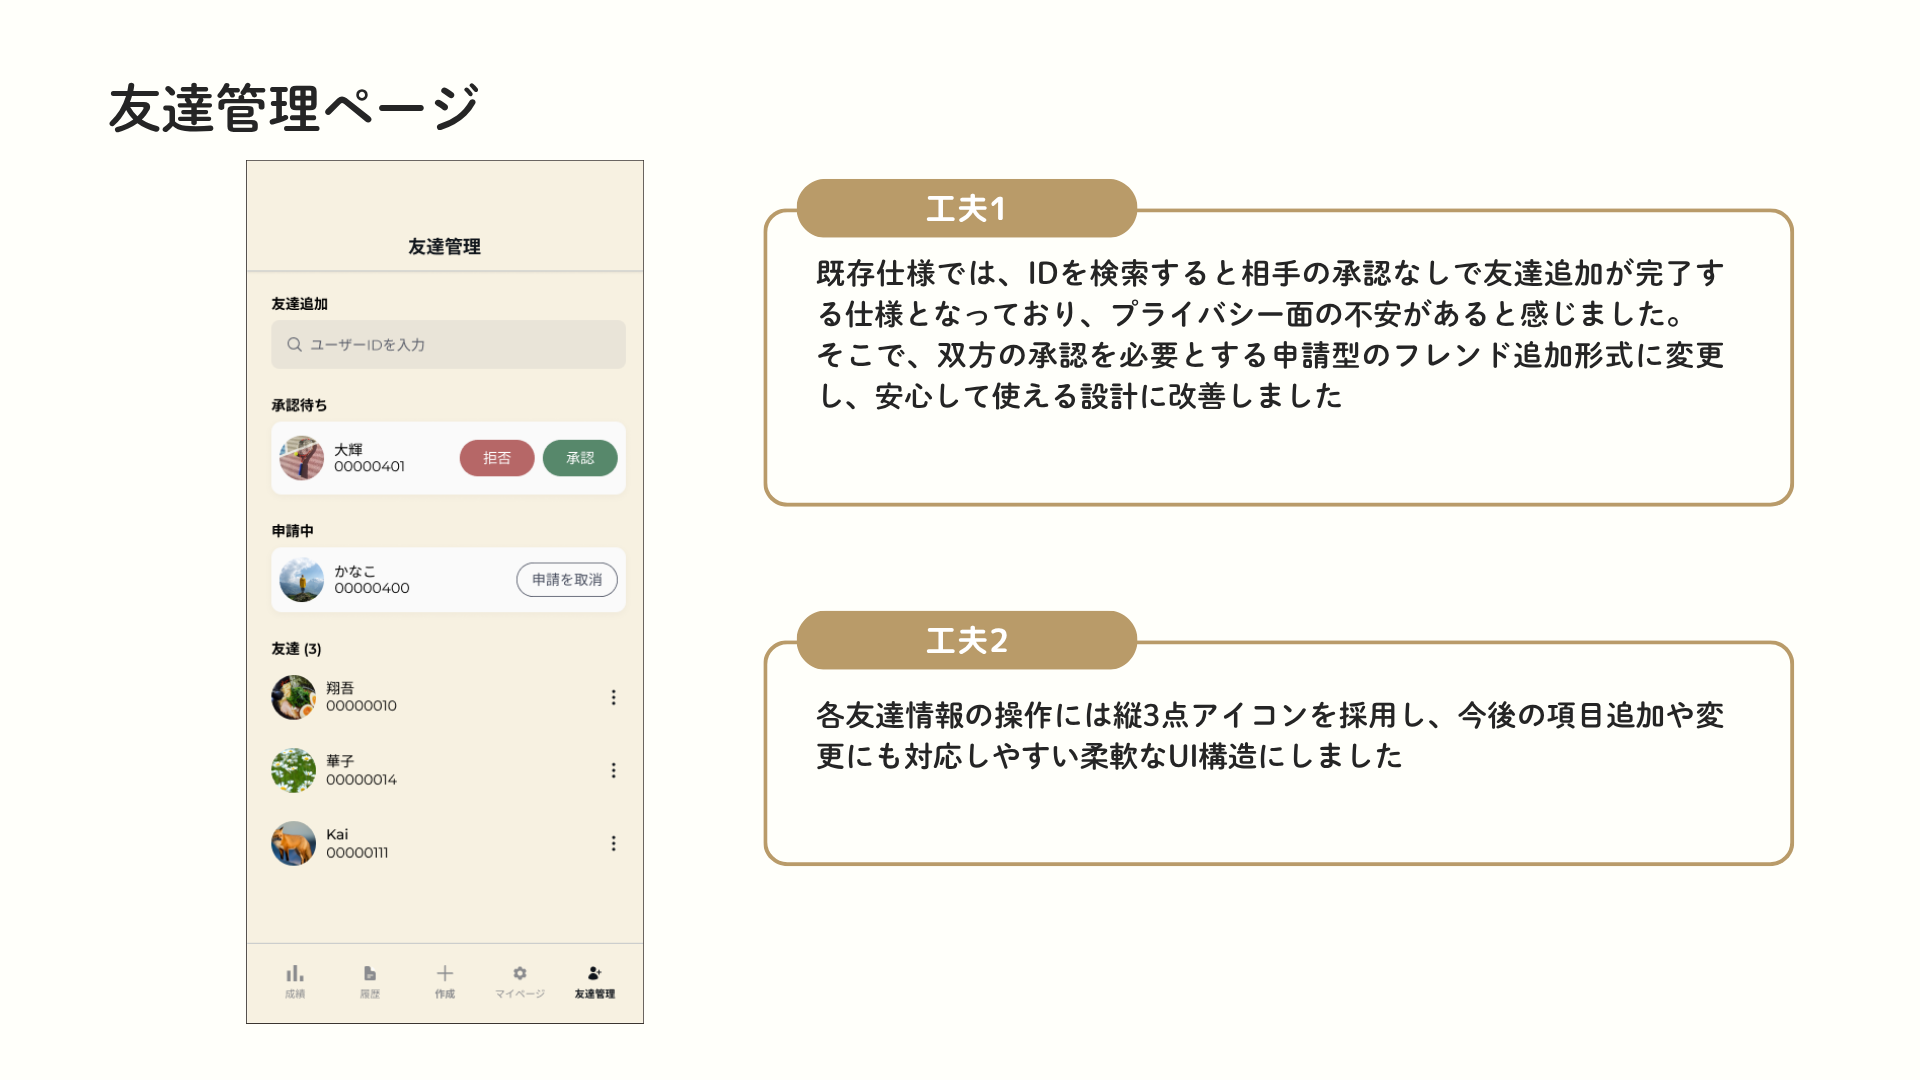 友達管理ページ
友達管理
友達追加
ユーザーIDを入力
承認待ち
大輝
00000401
拒否
承認
申請中
かなこ
00000400
申請を取消
友達 (3)
翔吾
00000010
華子
00000014
Kai
00000111
成績
履歴
作成
マイページ
友達管理
工夫1
既存仕様では、IDを検索すると相手の承認なしで友達追加が完了す
る仕様となっており、プライバシー面の不安があると感じました。
そこで、双方の承認を必要とする申請型のフレンド追加形式に変更
し、安心して使える設計に改善しました
工夫2
各友達情報の操作には縦3点アイコンを採用し、今後の項目追加や変
更にも対応しやすい柔軟なUI構造にしました